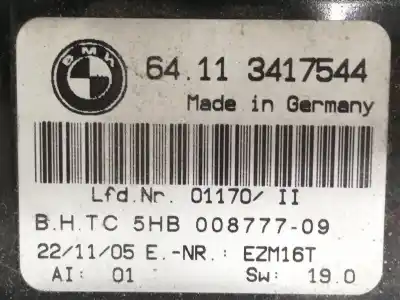 BMW
64.11 3417544
Made in Germany
Lfd.Nr. 01170/ II
B.H.TC 5HB 008777-09
22/11/05 E.-NR.: EZM16T
AI: 01 Sw: 19.0